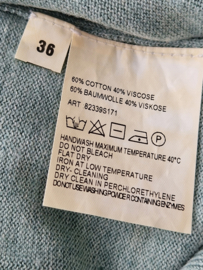 36
60% COTTON 40% VISCOSE
60% BAUMWOLLE 40% VISKOSE
ART 82339S171
HANDWASH MAXIMUM TEMPERATURE 40°C
DO NOT BLEACH
FLAT DRY
IRON AT LOW TEMPERATURE
DRY-CLEANING
DRY CLEAN IN PERCHLORETHYLENE
DO NOT USE WASHING POWDER CONTAINING ENZYMES